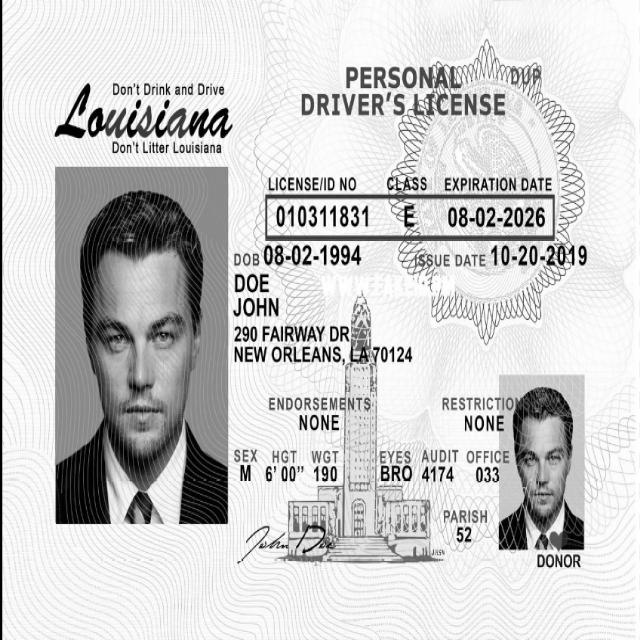 Don't Drink and Drive
Louisiana
Don't Litter Louisiana
PERSONAL
DRIVER'S LICENSE
DUP
LICENSE/ID NO CLASS EXPIRATION DATE
010311831 E 08-02-2026
DOB 08-02-1994 ISSUE DATE 10-20-2019
DOE
JOHN
290 FAIRWAY DR
NEW ORLEANS, LA 70124
ENDORSEMENTS RESTRICTION
NONE NONE
SEX HGT WGT EYES AUDIT OFFICE
M 6' 00" 190 BRO 4174 033
PARISH
52
John Doe
DONOR